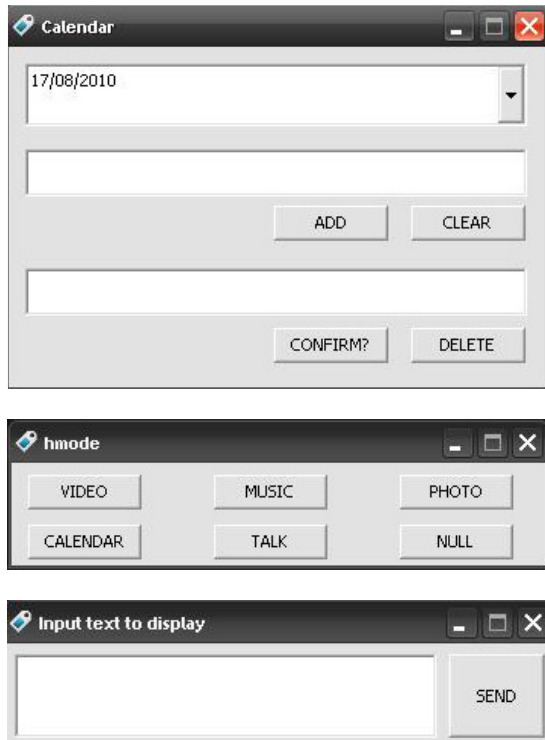 Calendar
17/08/2010
ADD CLEAR
CONFIRM? DELETE
hmode
VIDEO MUSIC PHOTO
CALENDAR TALK NULL
Input text to display
SEND